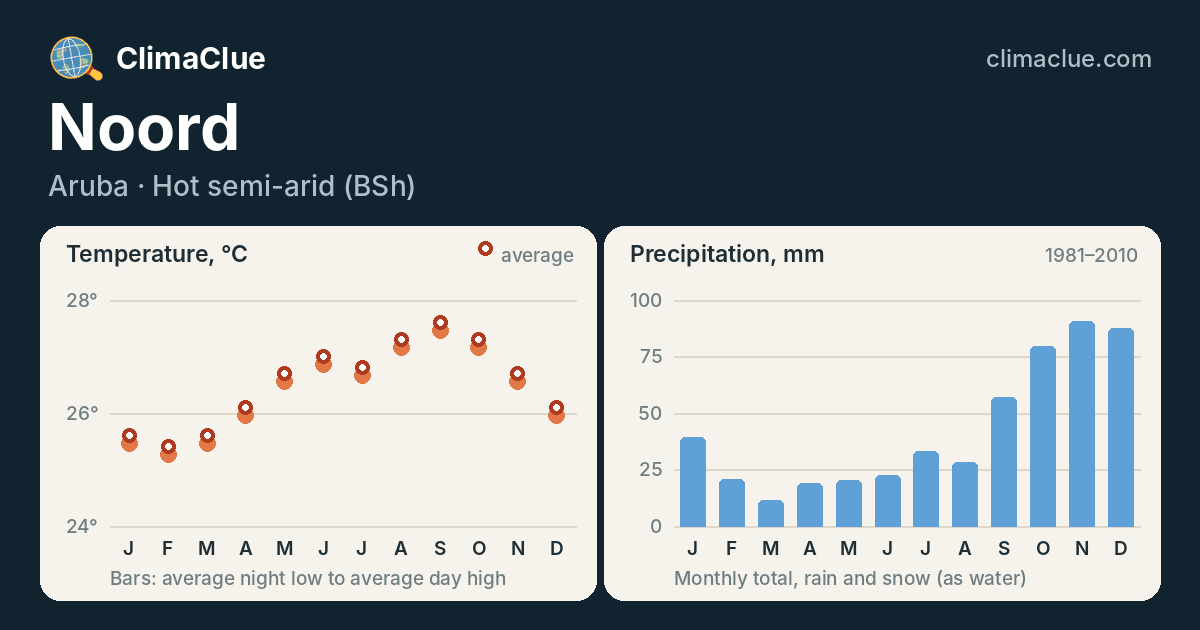 ClimaClue
climaclue.com
Noord
Aruba · Hot semi-arid (BSh)
Temperature, °C
average
28°
26°
24°
J F M A M J J A S O N D
Bars: average night low to average day high
Precipitation, mm
1981–2010
100
75
50
25
0
J F M A M J J A S O N D
Monthly total, rain and snow (as water)